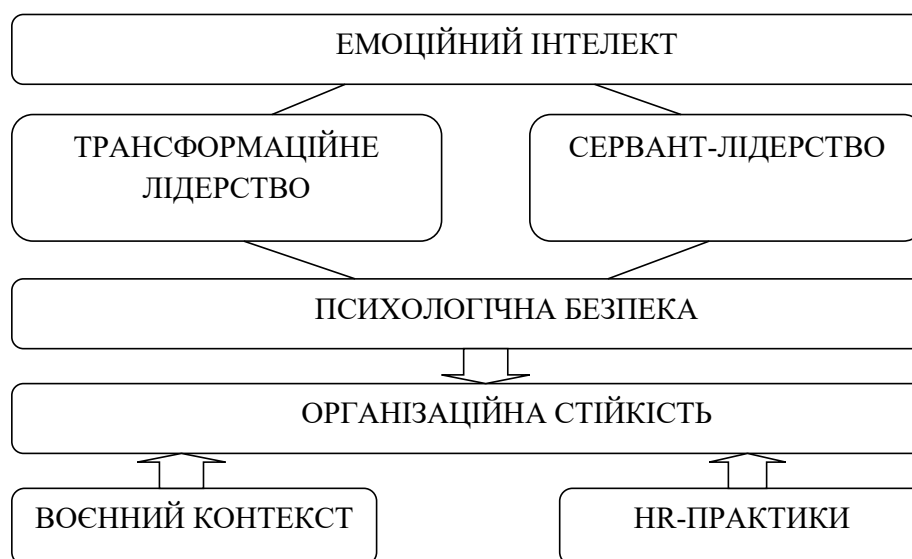 ЕМОЦІЙНИЙ ІНТЕЛЕКТ
ТРАНСФОРМАЦІЙНЕ
ЛІДЕРСТВО
СЕРВАНТ-ЛІДЕРСТВО
ПСИХОЛОГІЧНА БЕЗПЕКА
ОРГАНІЗАЦІЙНА СТІЙКІСТЬ
ВОЄННИЙ КОНТЕКСТ
HR-ПРАКТИКИ